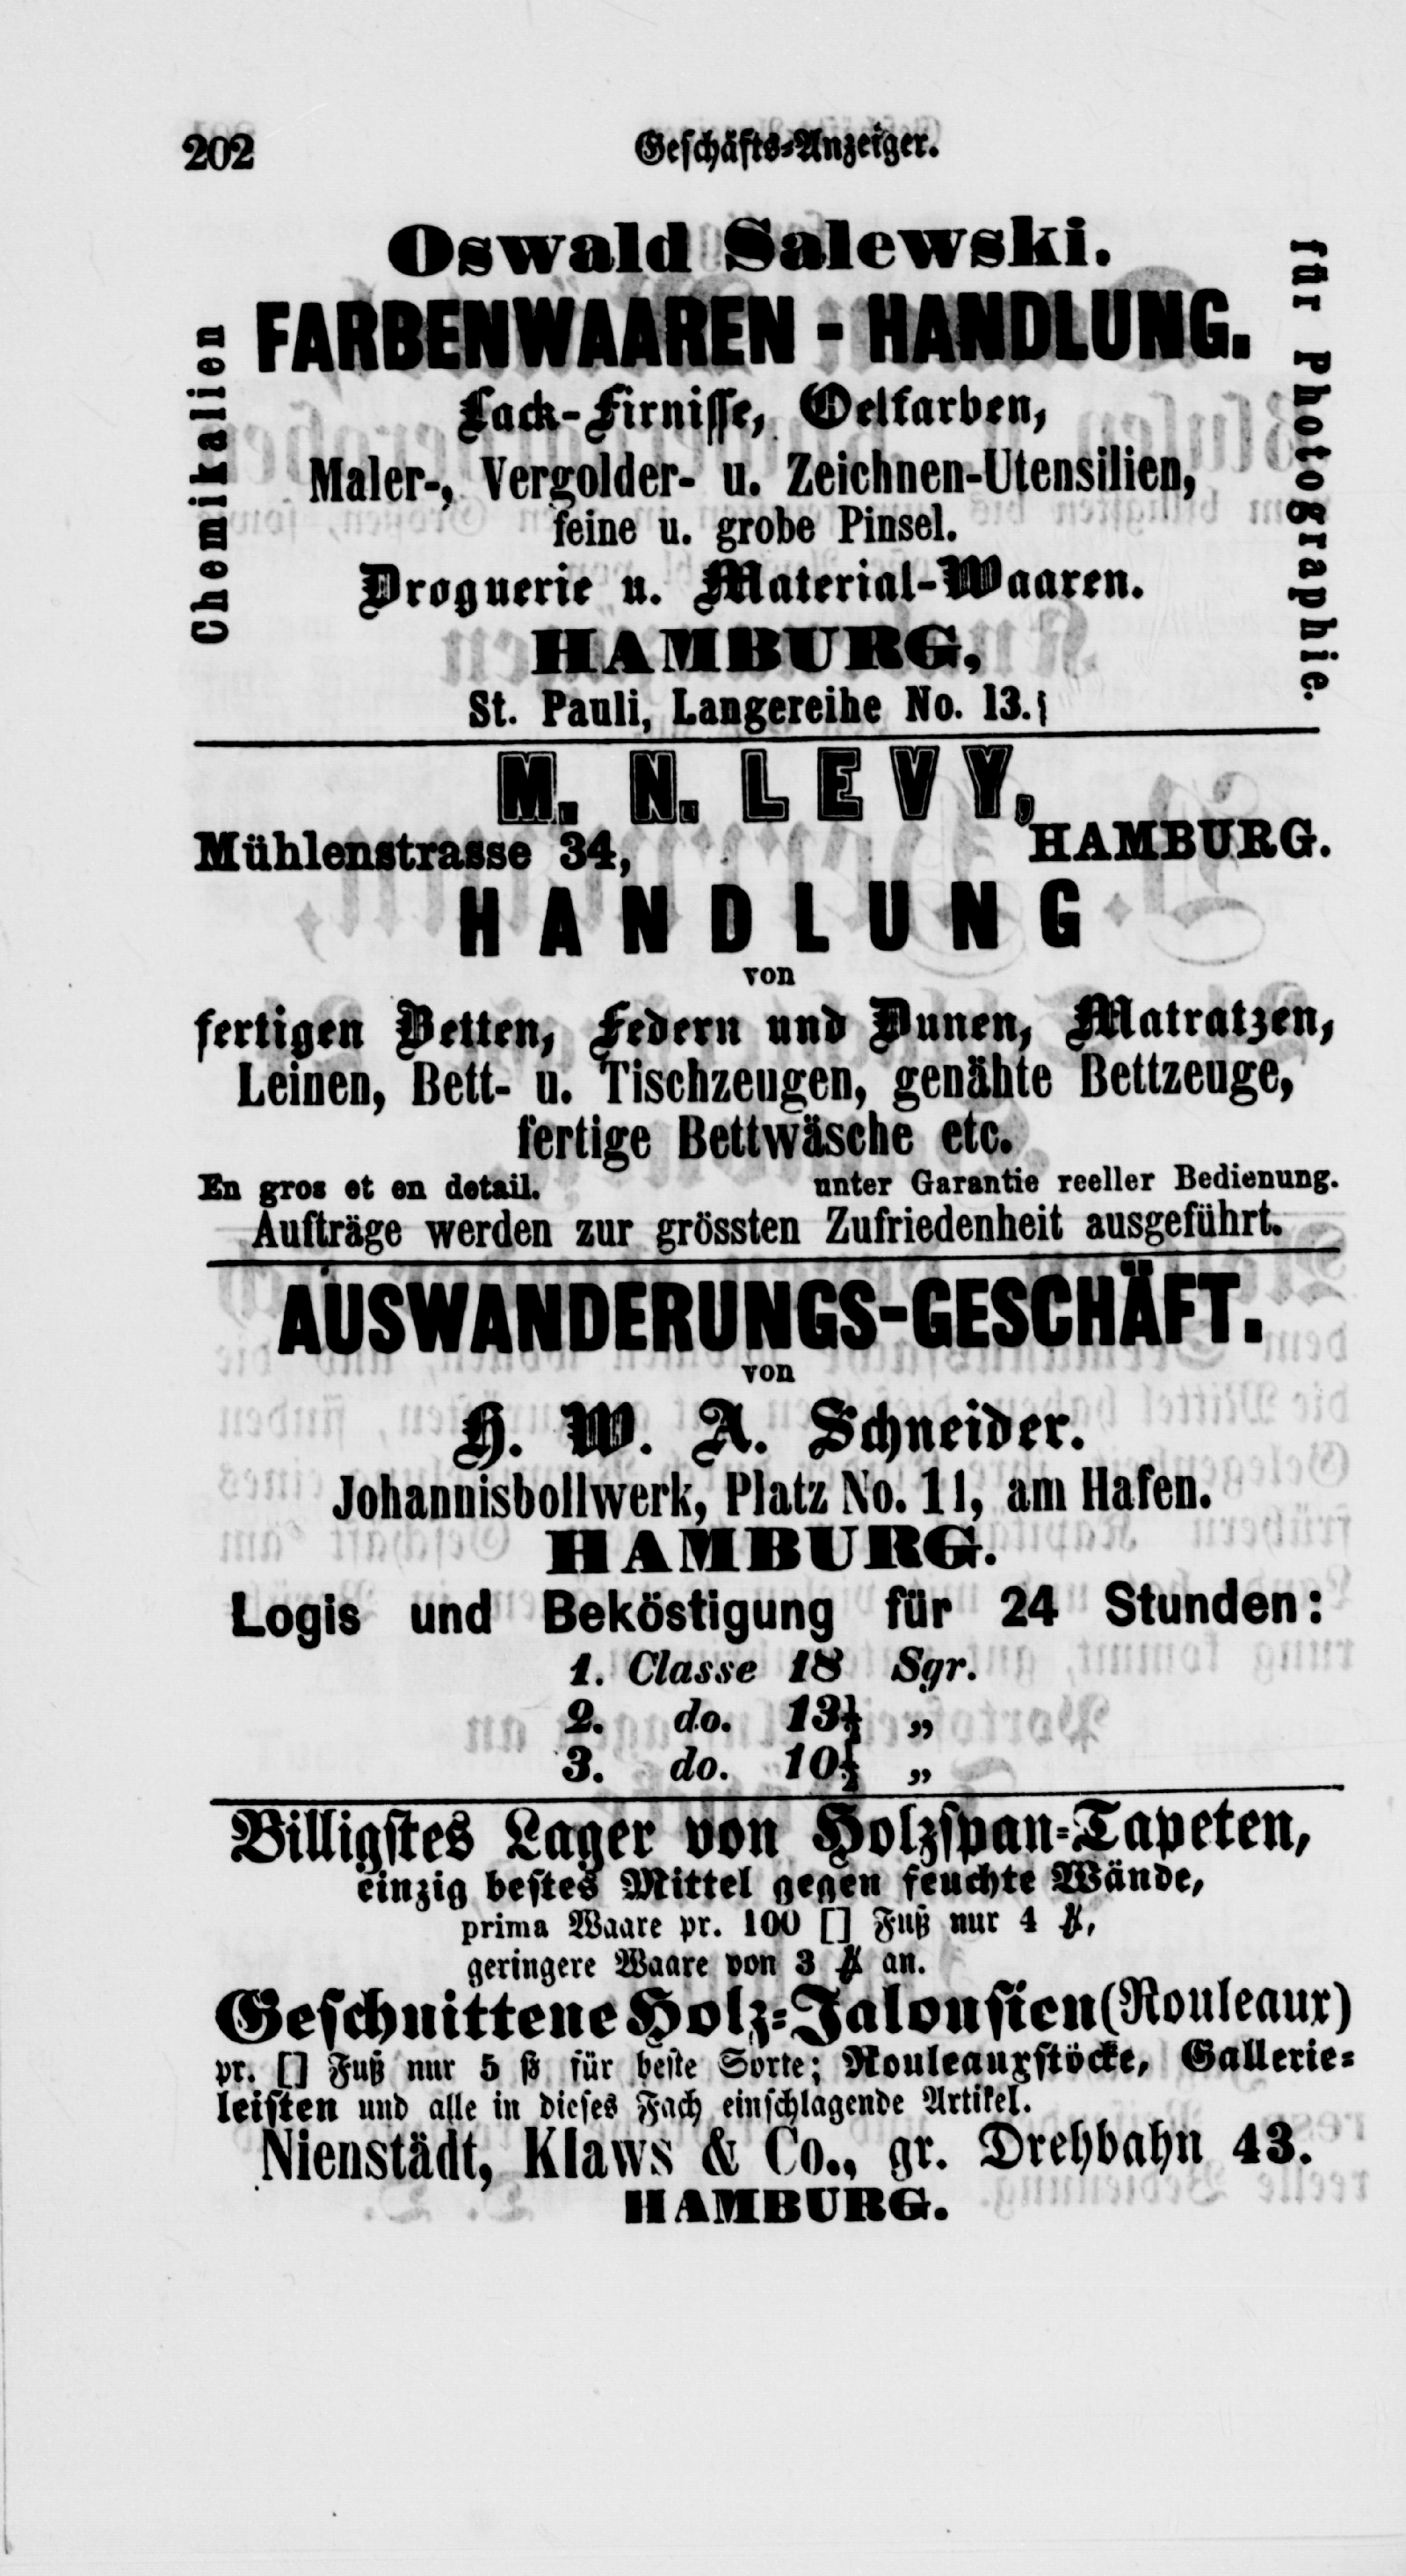 202
Geschäfts-Anzeiger.
Oswald Salewski.
FARBENWAAREN - HANDLUNG.
Chemikalien
für Photographie.
Lack-Firnisse, Oelfarben,
Maler-, Vergolder- u. Zeichnen-Utensilien,
feine u. grobe Pinsel.
Droguerie u. Material-Waaren.
HAMBURG,
St. Pauli, Langereihe No. 13.
M. N. LEVY,
Mühlenstrasse 34, HAMBURG.
HANDLUNG
von
fertigen Betten, Federn und Dunen, Matratzen,
Leinen, Bett- u. Tischzeugen, genähte Bettzeuge,
fertige Bettwäsche etc.
En gros et en detail. unter Garantie reeller Bedienung.
Aufträge werden zur grössten Zufriedenheit ausgeführt.
AUSWANDERUNGS-GESCHÄFT.
von
H. W. A. Schneider.
Johannisbollwerk, Platz No. 11, am Hafen.
HAMBURG.
Logis und Beköstigung für 24 Stunden:
1. Classe 18 Sgr.
2. do. 13½ „
3. do. 10½ „
Billigstes Lager von Holzspan-Tapeten,
einzig bestes Mittel gegen feuchte Wände,
prima Waare pr. 100 [] Fuß nur 4 ₰,
geringere Waare von 3 ₰ an.
Geschnittene Holz-Jalousien (Rouleaux)
pr. [] Fuß nur 5 ß für beste Sorte; Rouleauxstöcke, Gallerie-
leisten und alle in dieses Fach einschlagende Artikel.
Nienstädt, Klaws & Co., gr. Drehbahn 43.
HAMBURG.